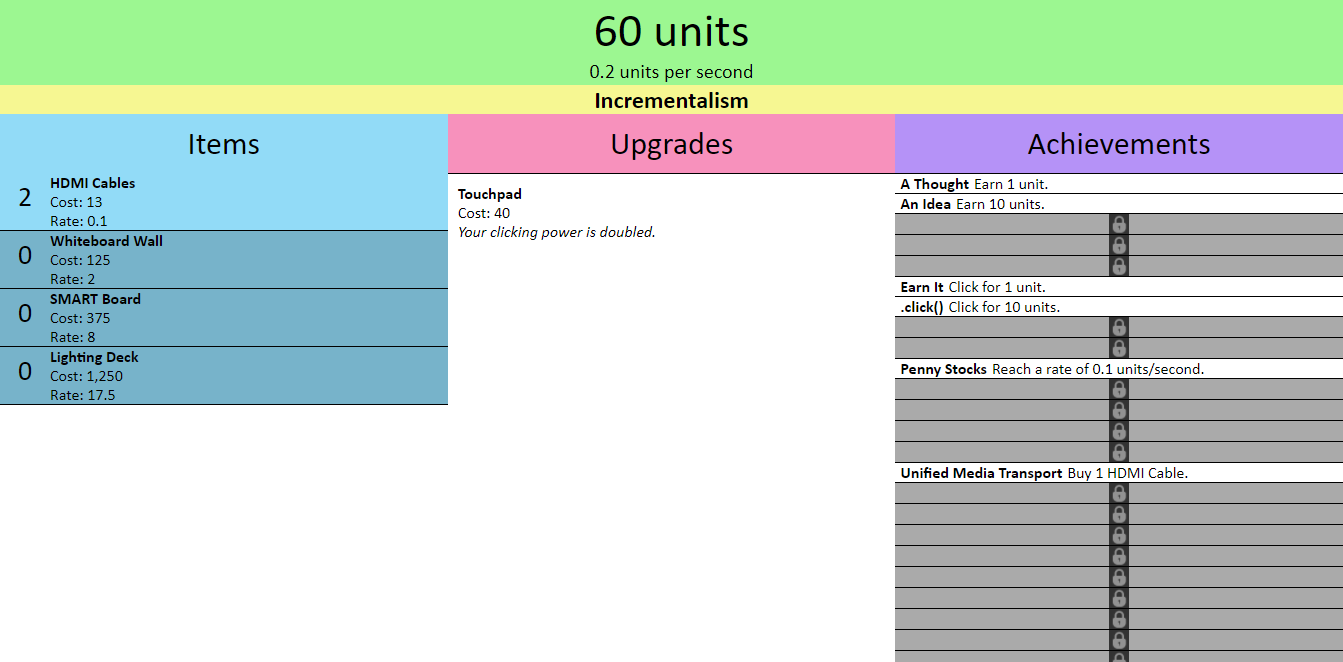 60 units
0.2 units per second
Incrementalism
Items
2
HDMI Cables
Cost: 13
Rate: 0.1
0
Whiteboard Wall
Cost: 125
Rate: 2
0
SMART Board
Cost: 375
Rate: 8
0
Lighting Deck
Cost: 1,250
Rate: 17.5
Upgrades
Touchpad
Cost: 40
Your clicking power is doubled.
Achievements
A Thought Earn 1 unit.
An Idea Earn 10 units.
Earn It Click for 1 unit.
.click() Click for 10 units.
Penny Stocks Reach a rate of 0.1 units/second.
Unified Media Transport Buy 1 HDMI Cable.